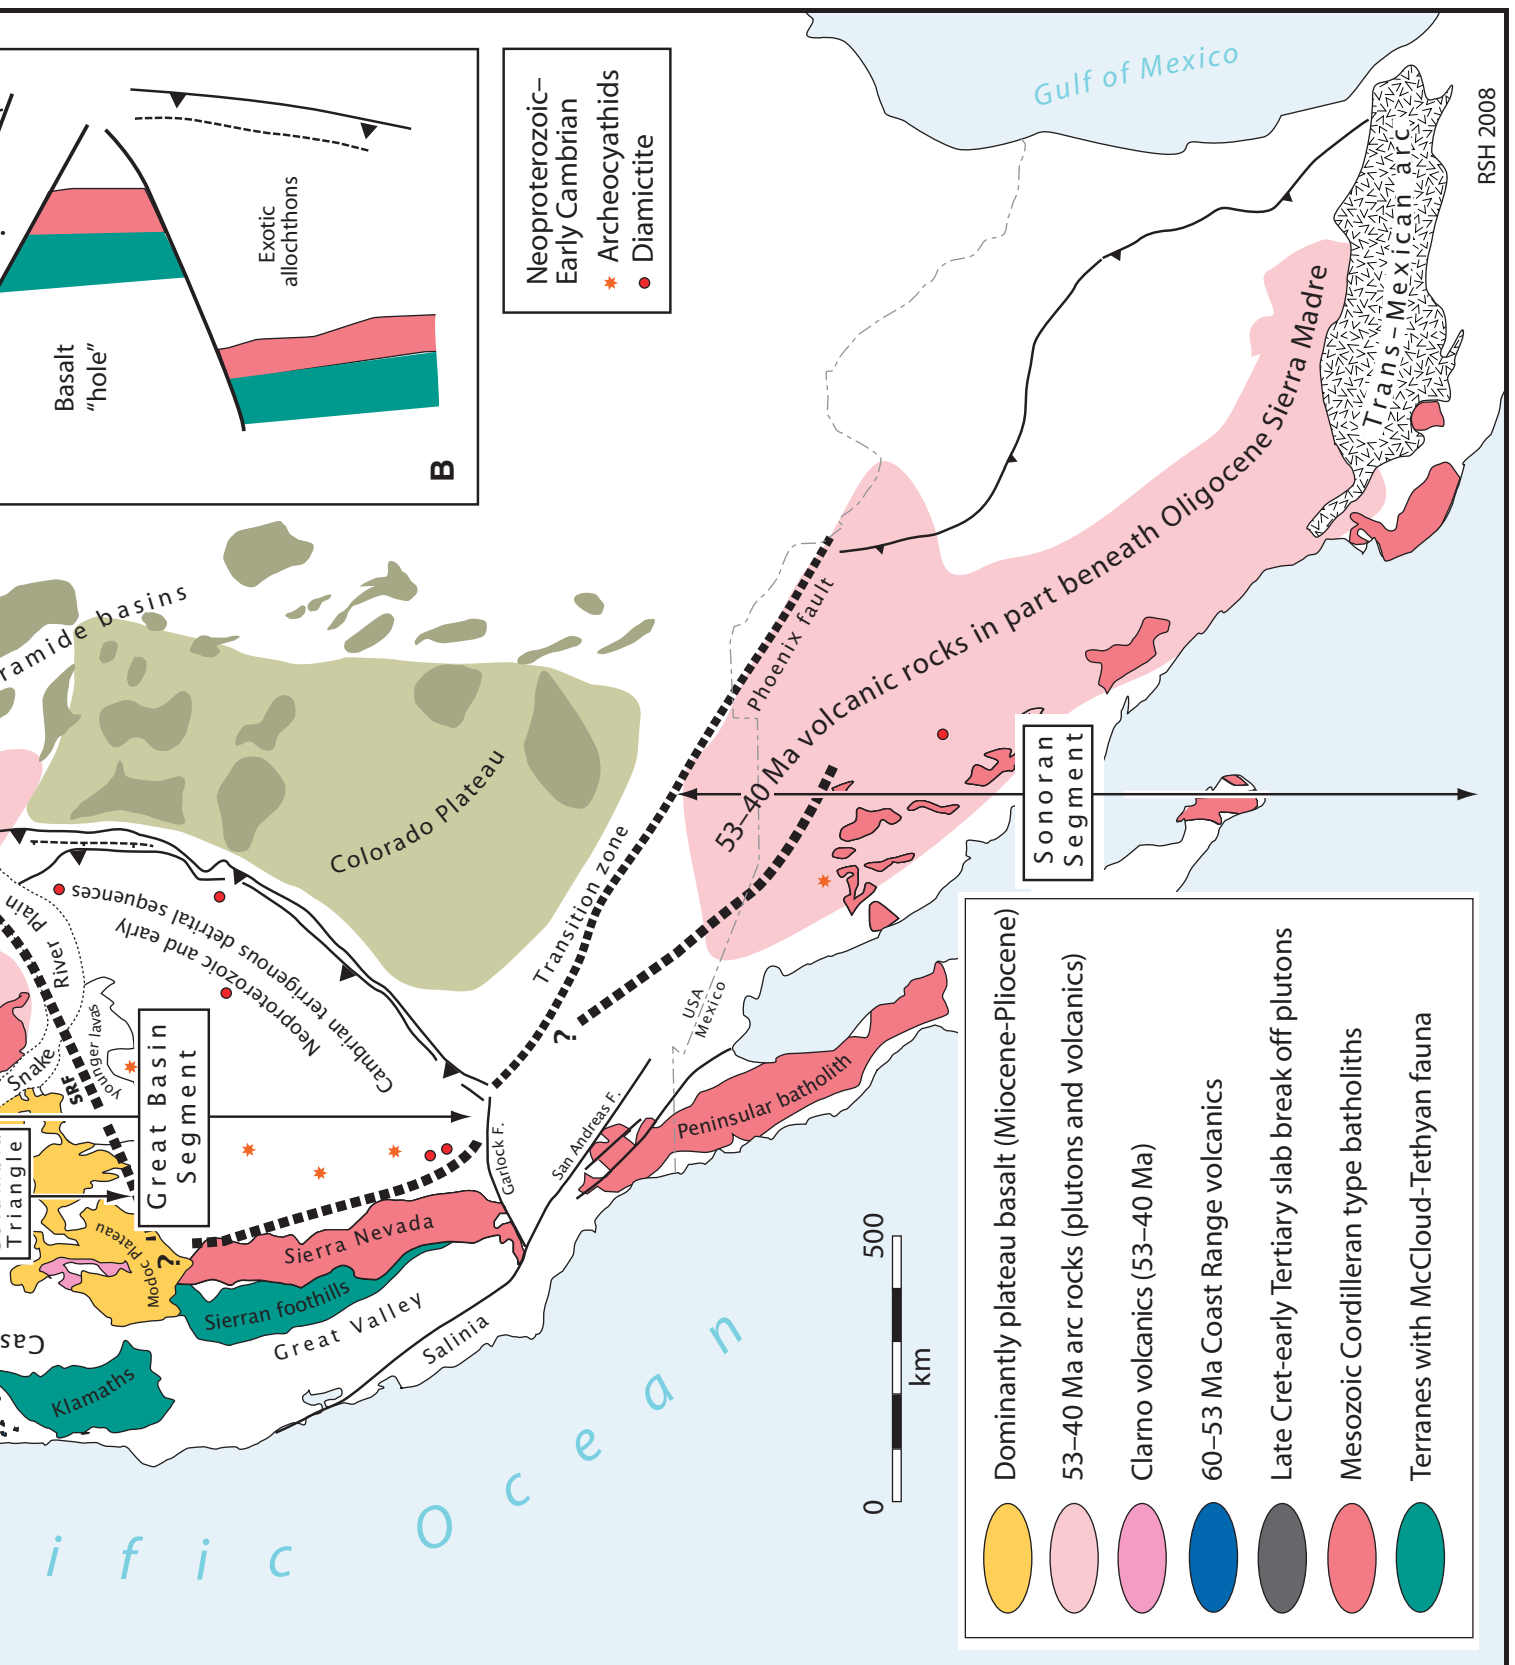 Gulf of Mexico
RSH 2008
Trans–Mexican arc
Neoproterozoic–
Early Cambrian
Archeocyathids
Diamictite
Exotic
allochthons
Basalt
“hole”
B
ramide basins
Colorado Plateau
Transition zone
Phoenix fault
53–40 Ma volcanic rocks in part beneath Oligocene Sierra Madre
Sonoran
Segment
USA
Mexico
Neoproterozoic and early
Cambrian terrigenous detrital sequences
River Plain
Snake
younger lavas
SRF
Great Basin
Segment
Triangle
Modoc Plateau
?
?
Garlock F.
San Andreas F.
Peninsular batholith
Sierra Nevada
Sierran foothills
Great Valley
Salinia
Klamaths
Cas
ific Ocean
0
500
km
Dominantly plateau basalt (Miocene-Pliocene)
53–40 Ma arc rocks (plutons and volcanics)
Clarno volcanics (53–40 Ma)
60–53 Ma Coast Range volcanics
Late Cret-early Tertiary slab break off plutons
Mesozoic Cordilleran type batholiths
Terranes with McCloud-Tethyan fauna